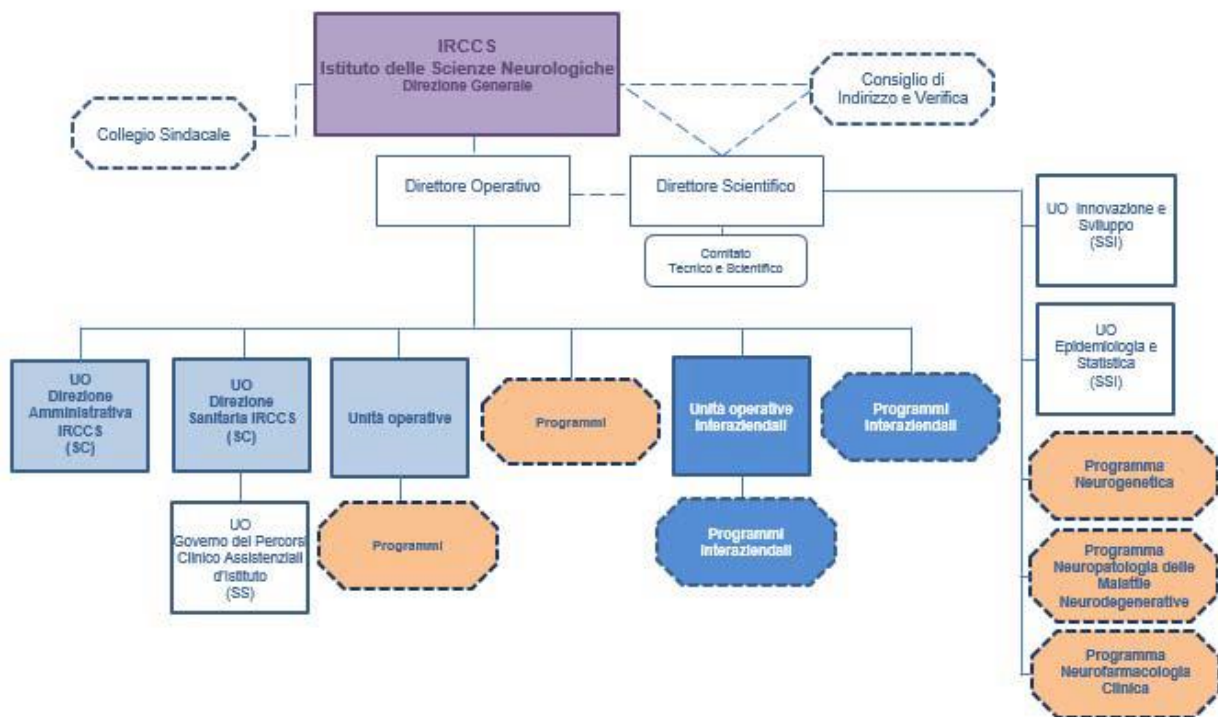 IRCCS
Istituto delle Scienze Neurologiche
Direzione Generale
Consiglio di
Indirizzo e Verifica
Collegio Sindacale
Direttore Operativo
Direttore Scientifico
Comitato
Tecnico e Scientifico
UO Innovazione e
Sviluppo
(SSI)
UO
Epidemiologia e
Statistica
(SSI)
UO
Direzione
Amministrativa
IRCCS
(SC)
UO
Direzione
Sanitaria IRCCS
(SC)
Unità operative
Programmi
Unità operative
Interaziendali
Programmi
Interaziendali
UO
Governo dei Percorsi
Clinico Assistenziali
d'Istituto
(SS)
Programmi
Programmi
Interaziendali
Programma
Neurogenetica
Programma
Neuropatologia delle
Malattie
Neurodegenerative
Programma
Neurofarmacologia
Clinica